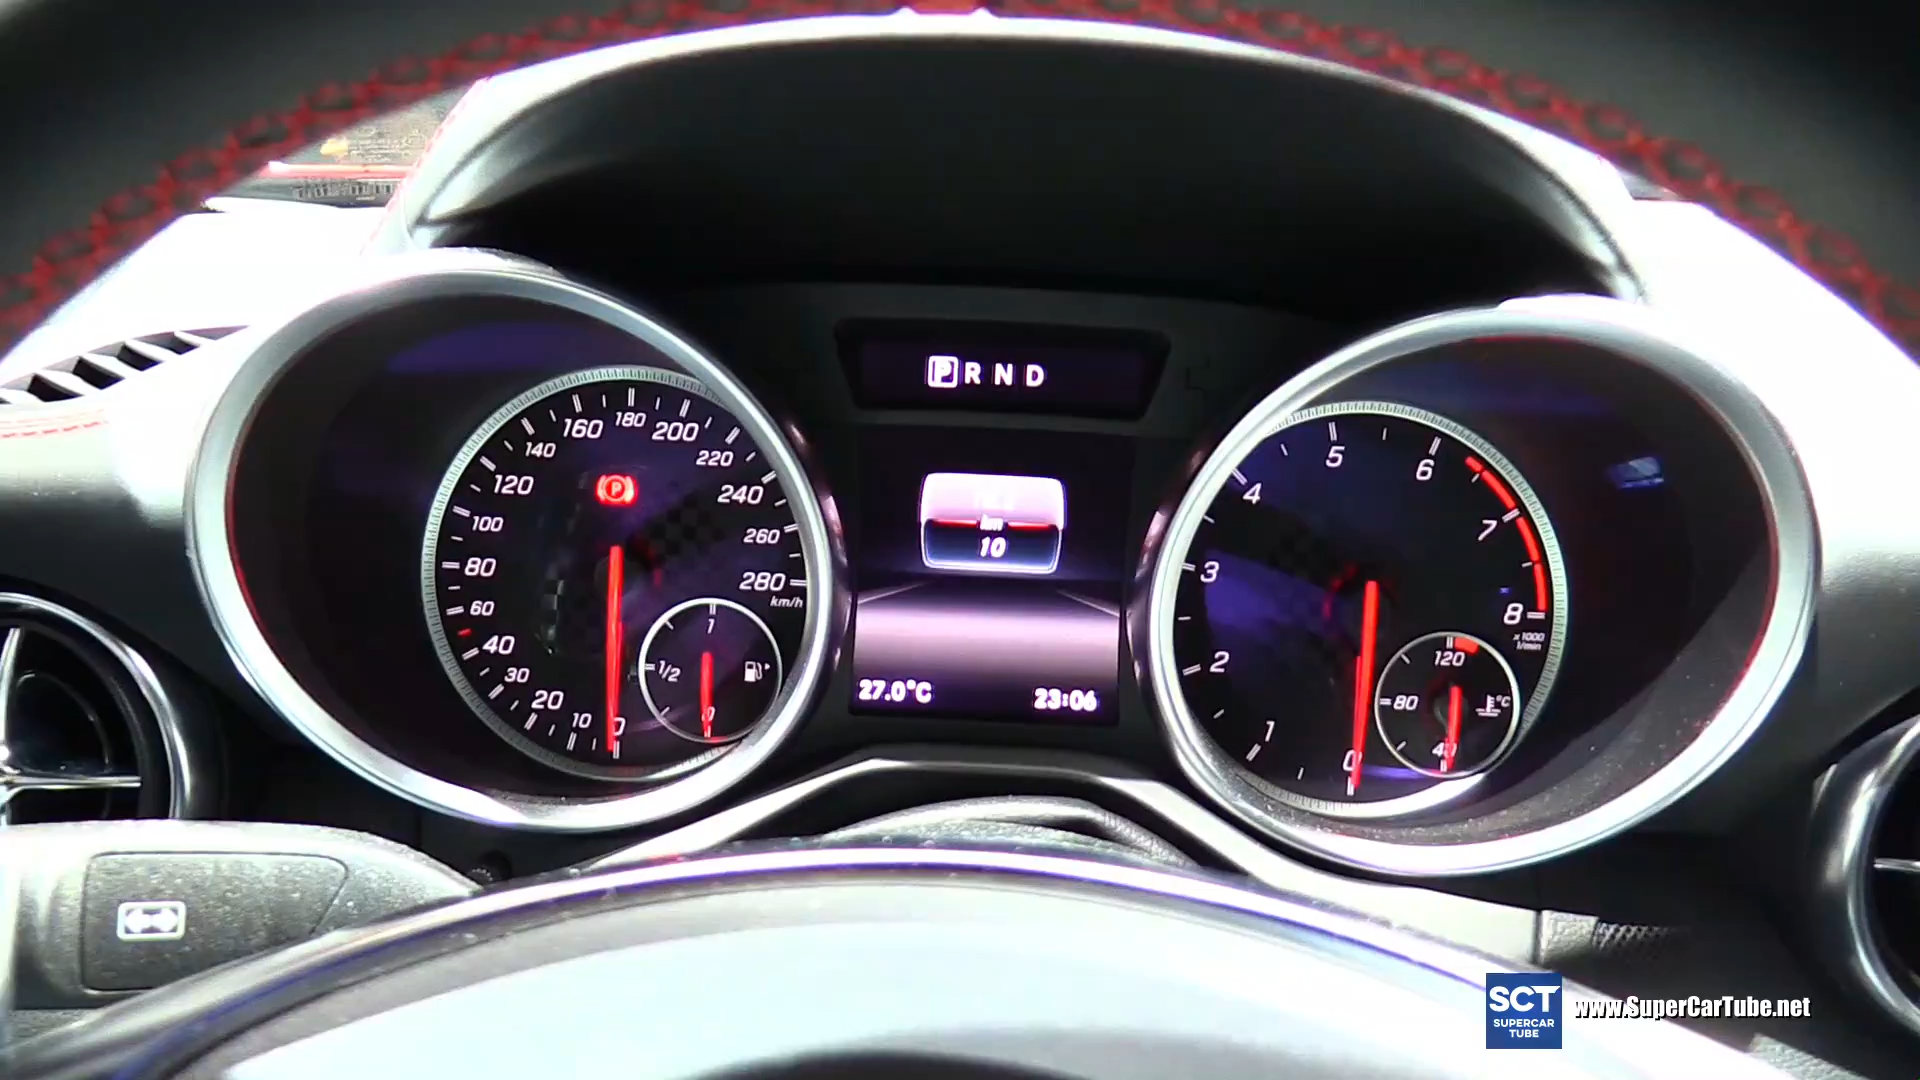 P R N D
180
160
200
140
220
120
240
100
260
80
280
km/h
60
40
30
20
10
0
P
1
1/2
0
km
10
27.0°C
23:06
5
6
4
7
3
8
x1000
1/min
2
1
0
120
80
°C
40
SCT
SUPERCAR
TUBE
www.SuperCarTube.net